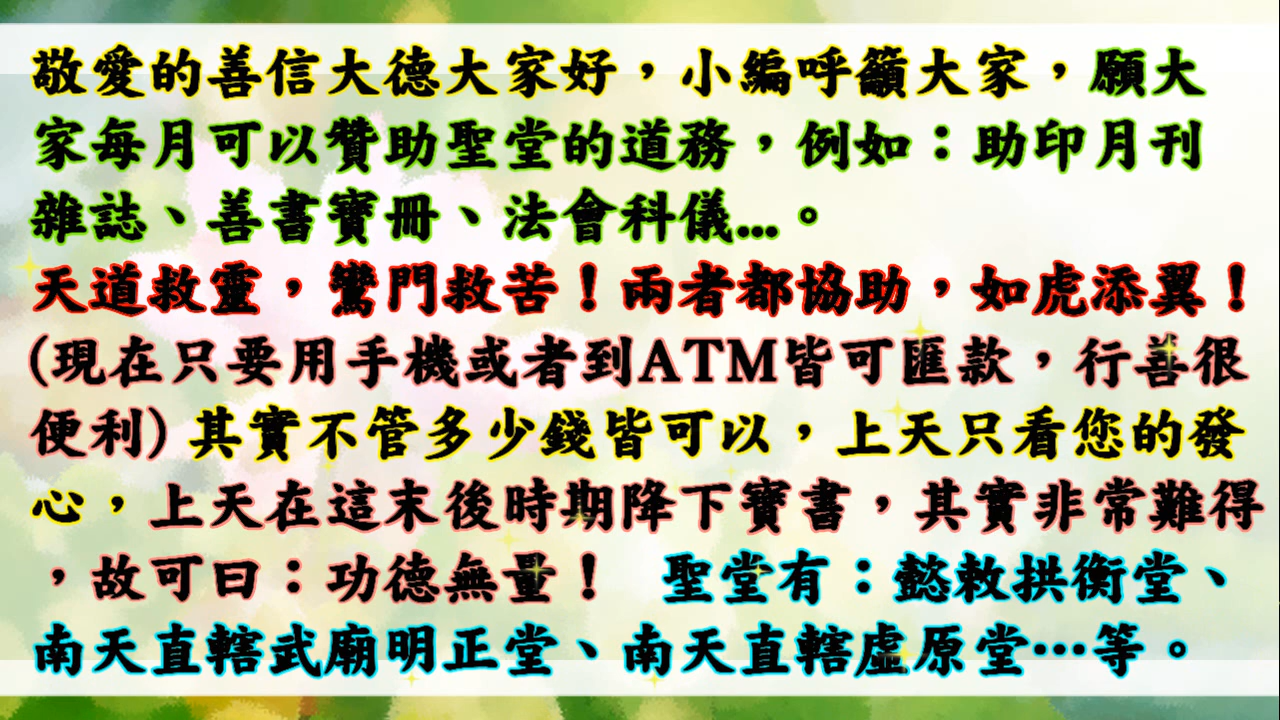 敬愛的善信大德大家好，小編呼籲大家，願大
家每月可以贊助聖堂的道務，例如：助印月刊
雜誌、善書寶冊、法會科儀...。
天道救靈，鸞門救苦！兩者都協助，如虎添翼！
(現在只要用手機或者到ATM皆可匯款，行善很
便利) 其實不管多少錢皆可以，上天只看您的發
心，上天在這末後時期降下寶書，其實非常難得
，故可曰：功德無量！ 聖堂有：懿敕拱衡堂、
南天直轄武廟明正堂、南天直轄虛原堂…等。